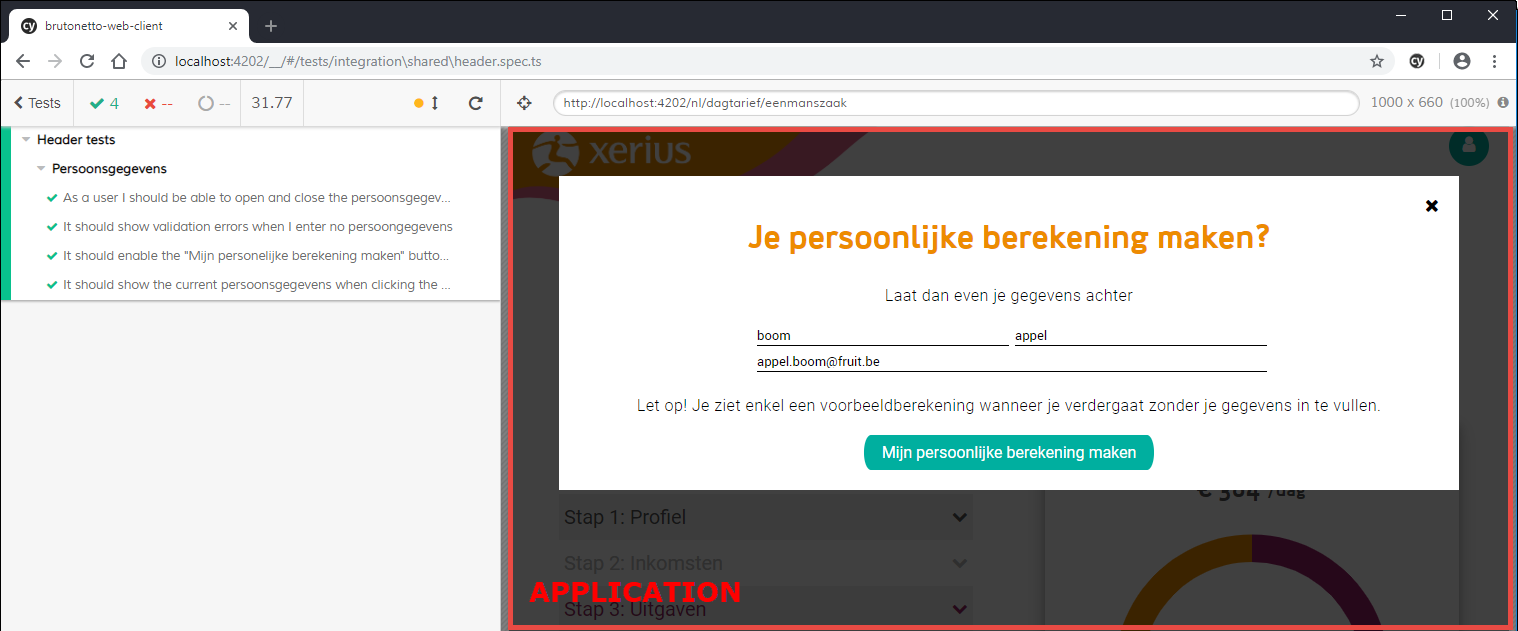 cy brutonetto-web-client
localhost:4202/__/#/tests/integration\shared\header.spec.ts
cy
Tests
4
--
--
31.77
http://localhost:4202/nl/dagtarief/eenmanszaak
1000 x 660 (100%)
Header tests
Persoonsgegevens
As a user I should be able to open and close the persoonsgegev...
It should show validation errors when I enter no persoongegevens
It should enable the "Mijn personelijke berekening maken" butto...
It should show the current persoonsgegevens when clicking the ...
xerius
Je persoonlijke berekening maken?
Laat dan even je gegevens achter
boom appel
appel.boom@fruit.be
Let op! Je ziet enkel een voorbeeldberekening wanneer je verdergaat zonder je gegevens in te vullen.
Mijn persoonlijke berekening maken
/dag
Stap 1: Profiel
Stap 2: Inkomsten
APPLICATION
Stap 3: Uitgaven